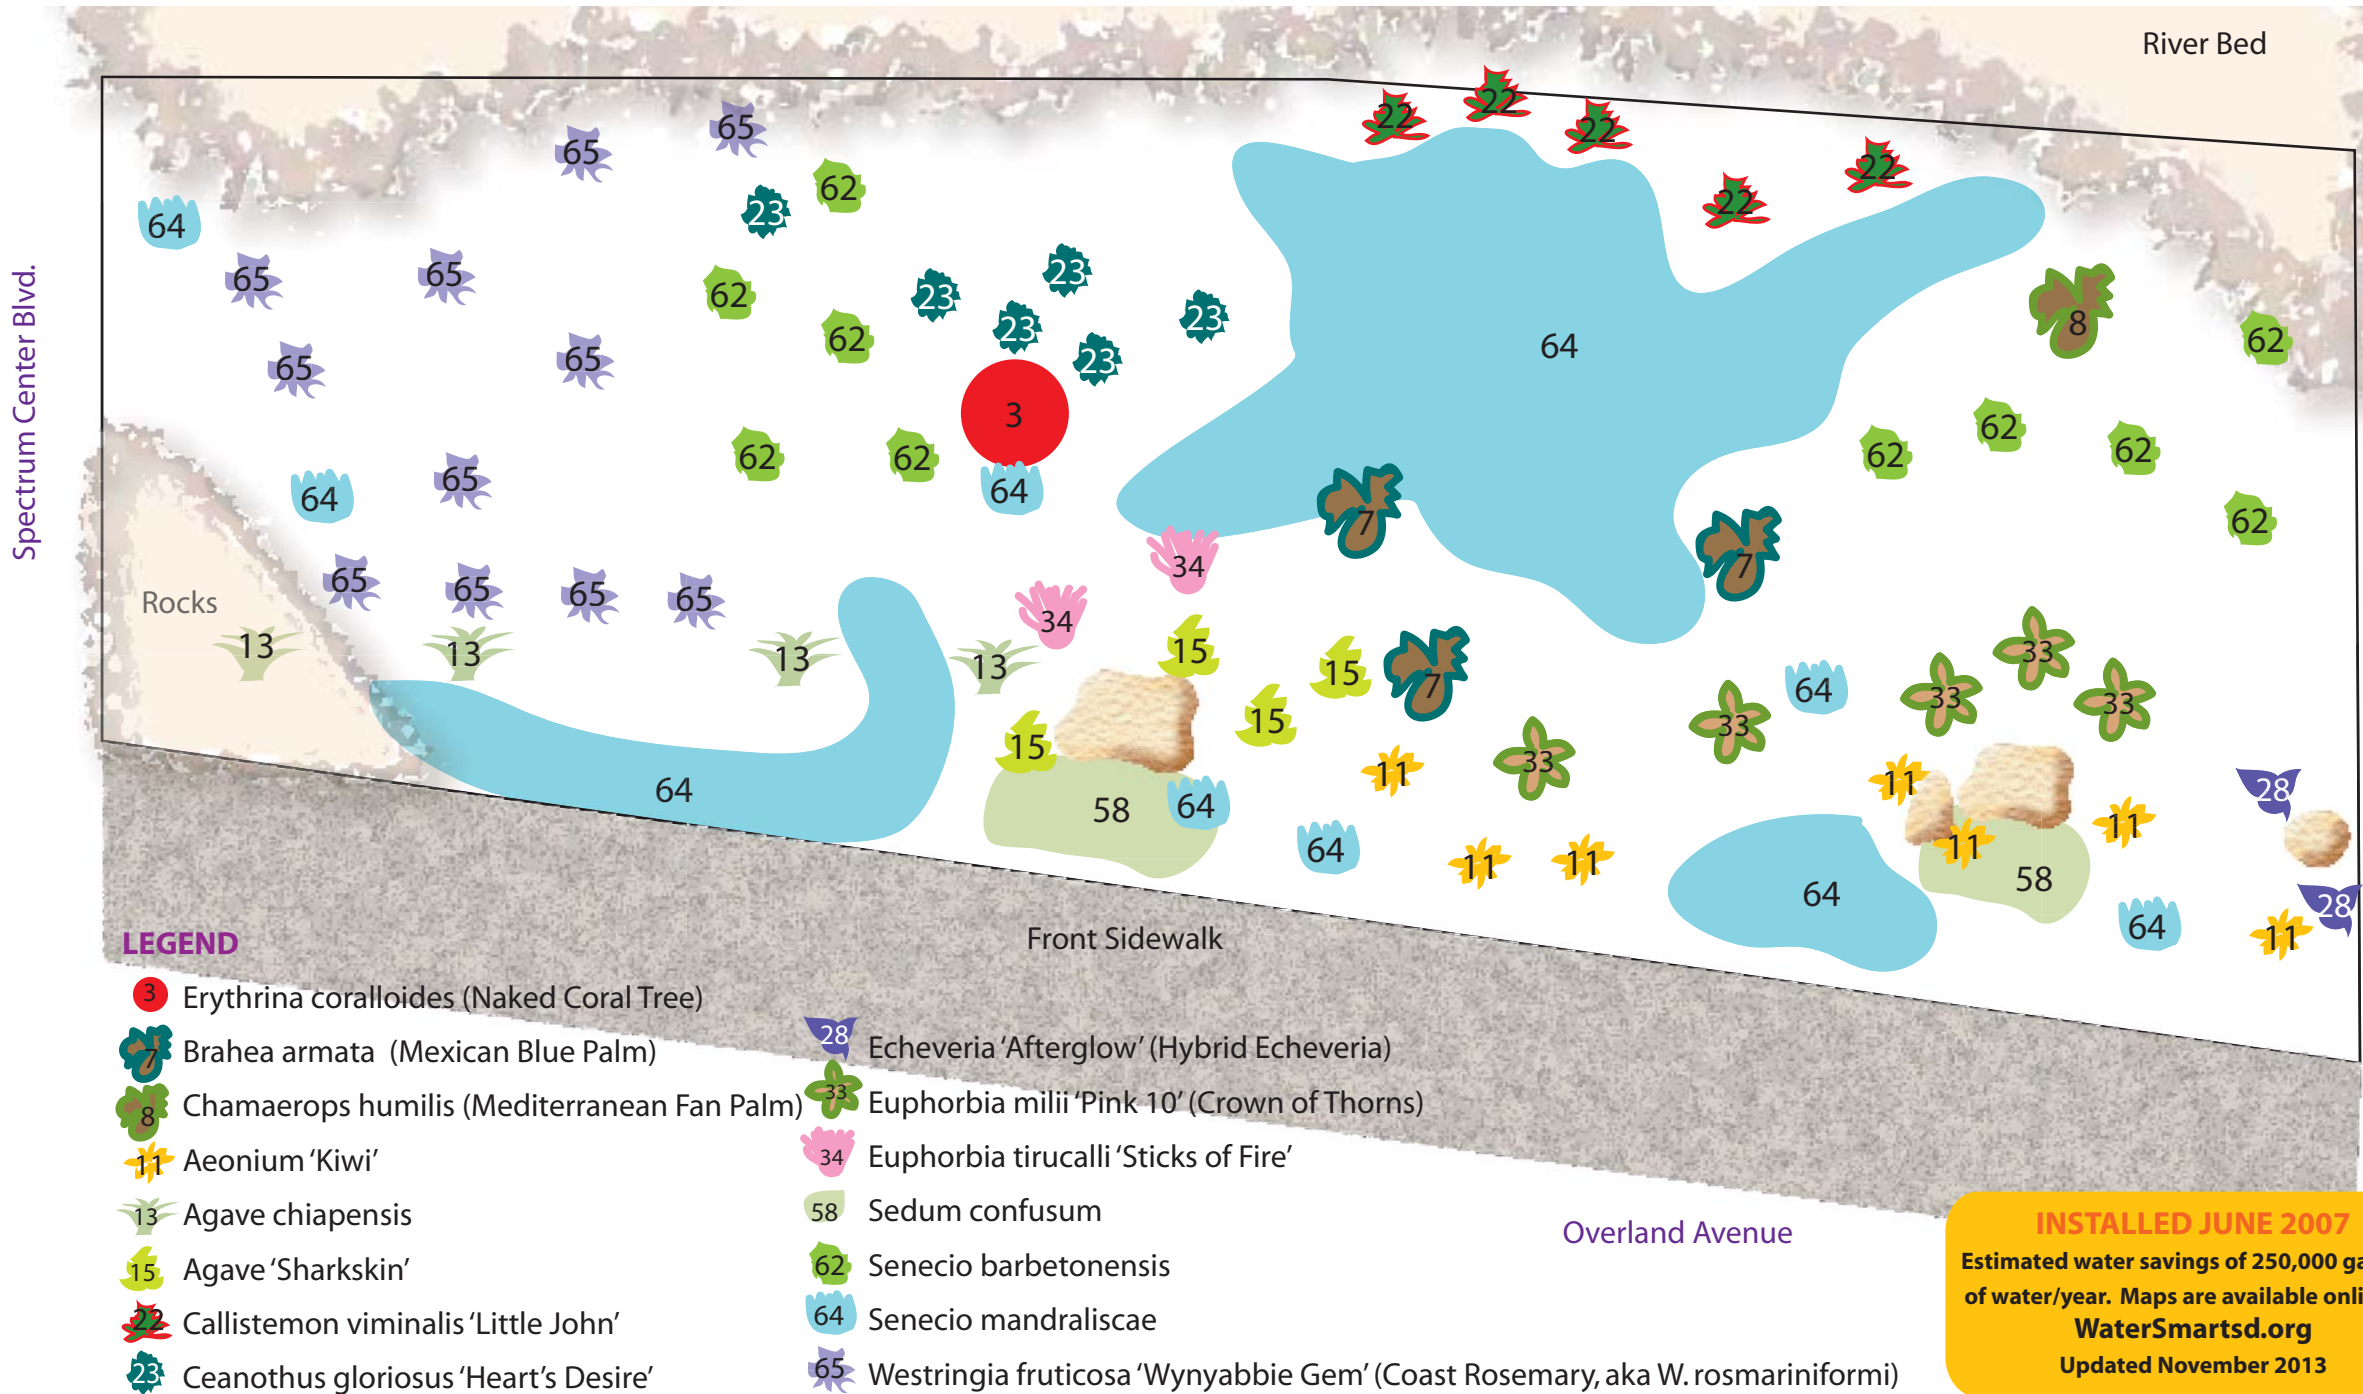 River Bed
Spectrum Center Blvd.
22
22
22
65
65
22
22
62
23
64
65
65
23
62
23
23
23
8
62
62
64
65
65
23
3
62
62
62
62
62
65
64
64
7
62
34
7
65
65
65
65
Rocks
34
13
13
13
13
15
15
7
33
33
33
64
15
33
15
11
33
11
28
64
58
64
11
11
64
11
11
58
64
28
64
11
Front Sidewalk
LEGEND
3 Erythrina coralloides (Naked Coral Tree)
7 Brahea armata (Mexican Blue Palm)
8 Chamaerops humilis (Mediterranean Fan Palm)
11 Aeonium ‘Kiwi’
13 Agave chiapensis
15 Agave ‘Sharkskin’
22 Callistemon viminalis ‘Little John’
23 Ceanothus gloriosus ‘Heart’s Desire’
28 Echeveria ‘Afterglow’ (Hybrid Echeveria)
33 Euphorbia milii ‘Pink 10’ (Crown of Thorns)
34 Euphorbia tirucalli ‘Sticks of Fire’
58 Sedum confusum
62 Senecio barbetonensis
64 Senecio mandraliscae
65 Westringia fruticosa ‘Wynyabbie Gem’ (Coast Rosemary, aka W. rosmariniformi)
Overland Avenue
INSTALLED JUNE 2007
Estimated water savings of 250,000 ga
of water/year. Maps are available onli
WaterSmartsd.org
Updated November 2013